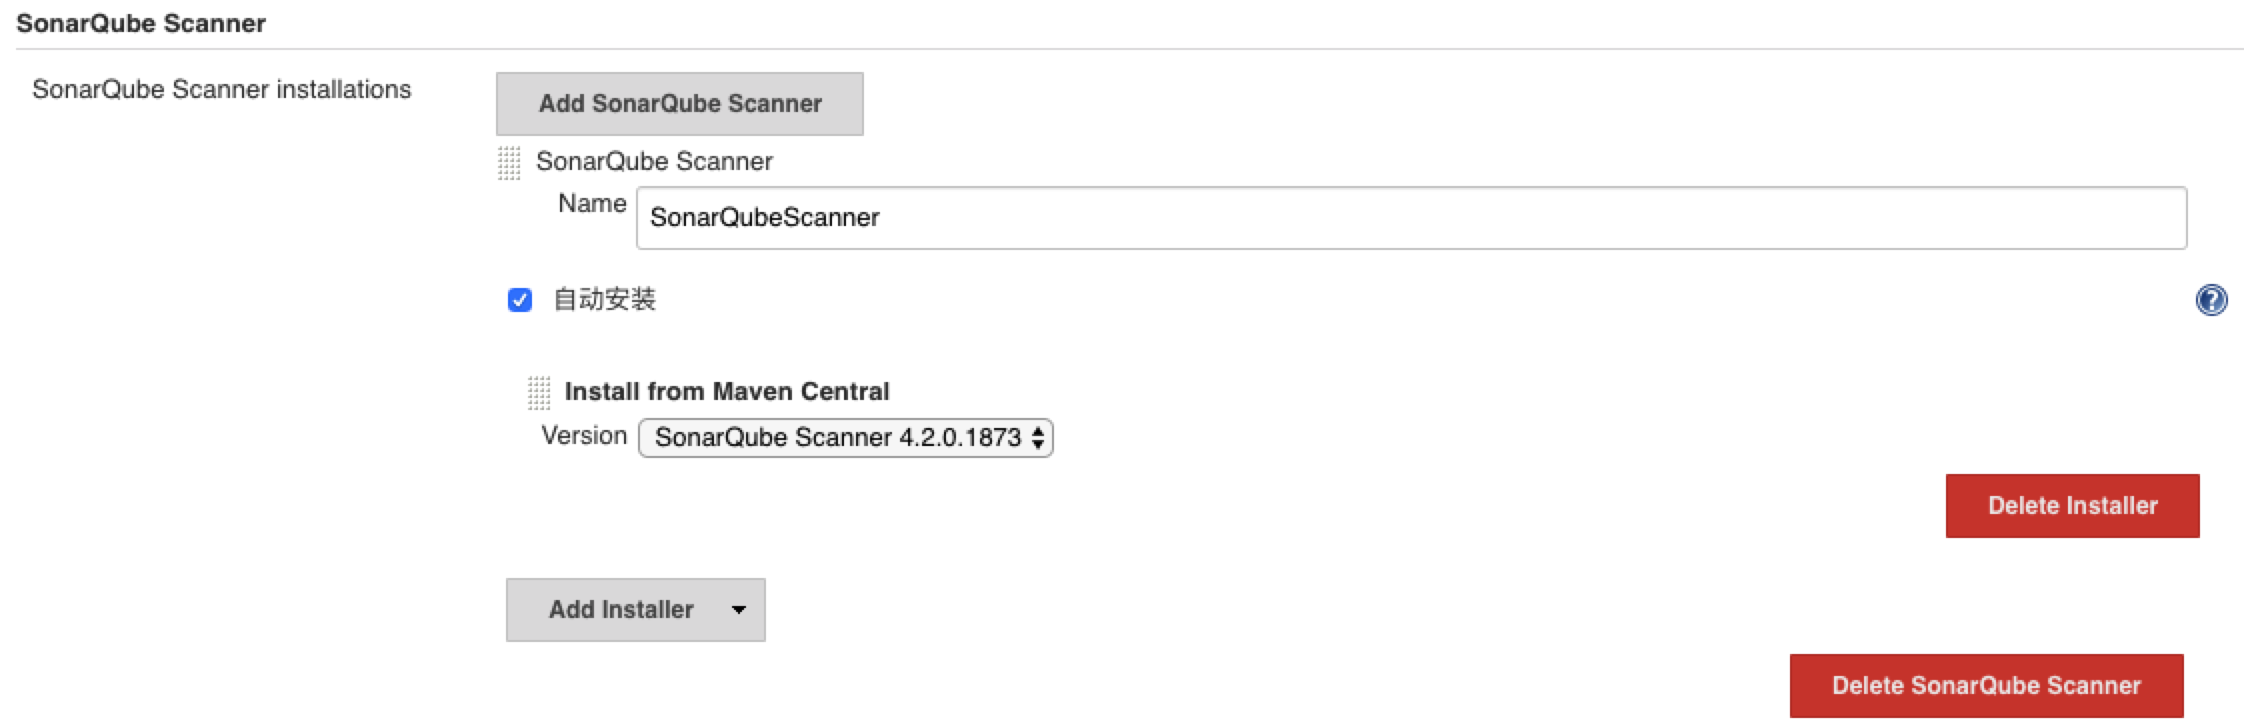 SonarQube Scanner
SonarQube Scanner installations
Add SonarQube Scanner
SonarQube Scanner
Name
SonarQubeScanner
自动安装
?
Install from Maven Central
Version
SonarQube Scanner 4.2.0.1873
Delete Installer
Add Installer
Delete SonarQube Scanner